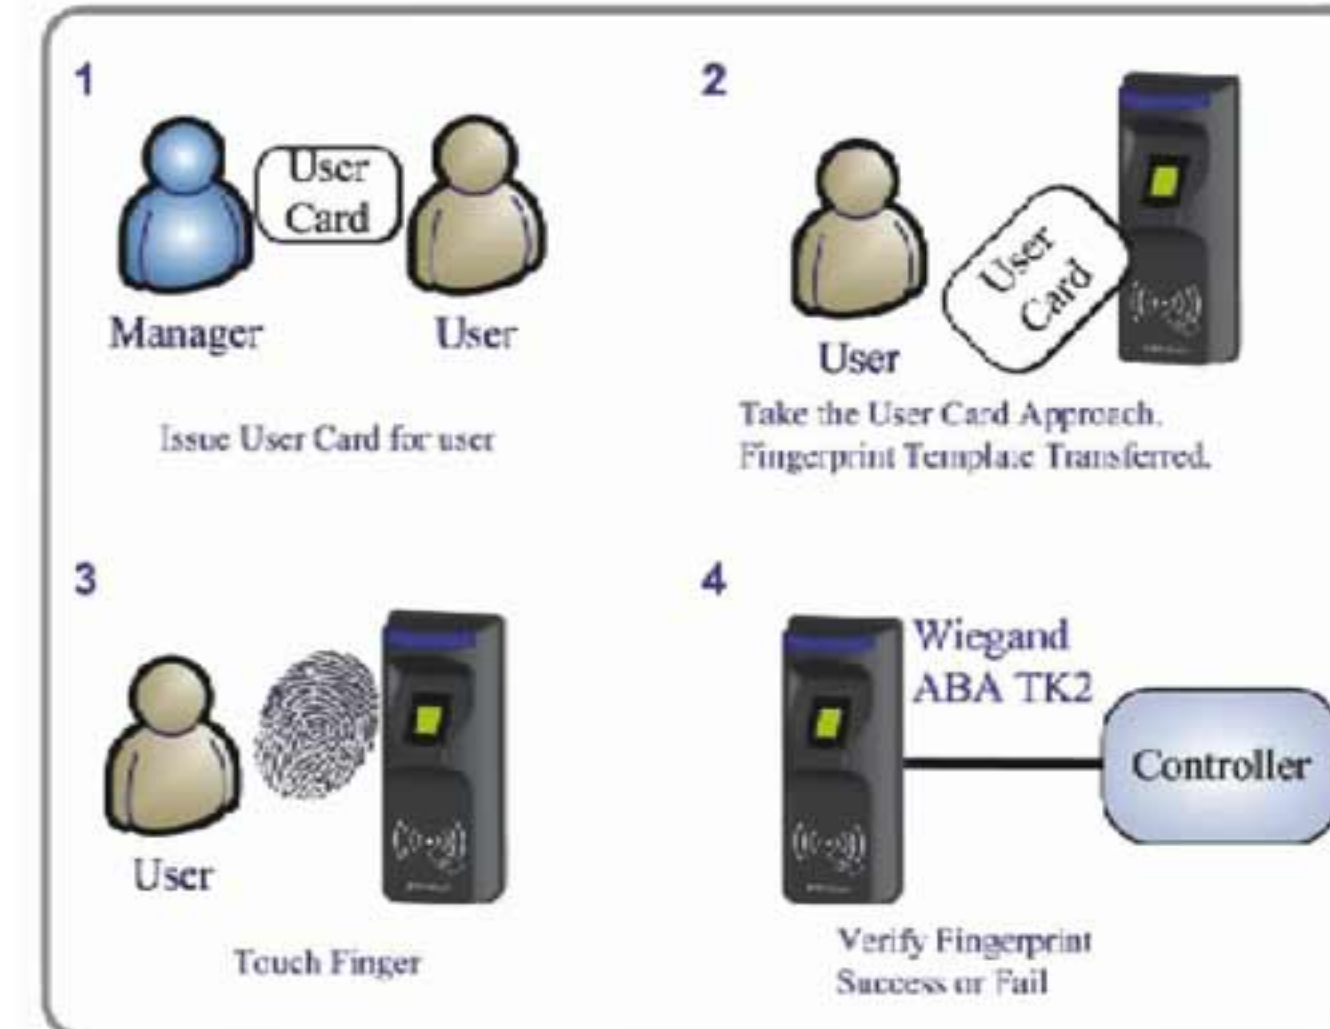 1
User
Card
Manager
User
Issue User Card for user
2
User
Card
User
Take the User Card Approach.
Fingerprint Template Transferred.
3
User
Touch Finger
4
Wiegand
ABA TK2
Controller
Verify Fingerprint
Success or Fail